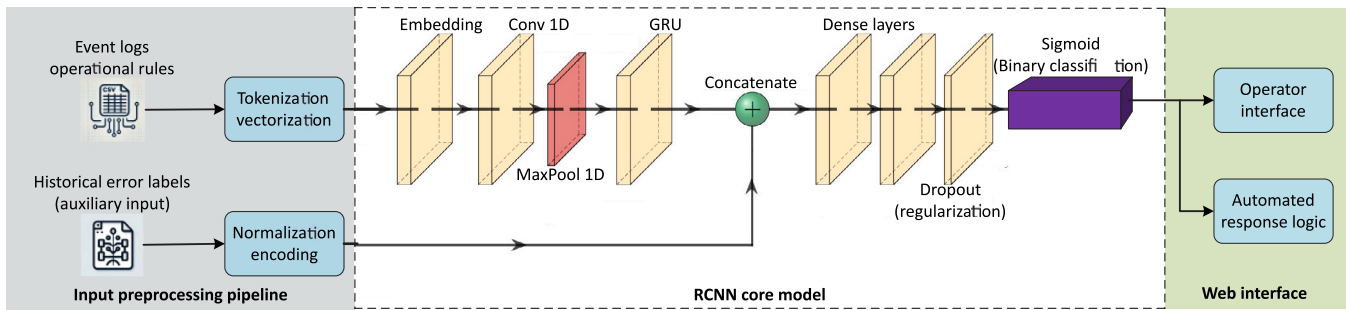 Event logs
operational rules
CSV
Tokenization
vectorization
Historical error labels
(auxiliary input)
Normalization
encoding
Input preprocessing pipeline
Embedding
Conv 1D
MaxPool 1D
GRU
Concatenate
+
Dense layers
Dropout
(regularization)
Sigmoid
(Binary classifi tion)
RCNN core model
Operator
interface
Automated
response logic
Web interface